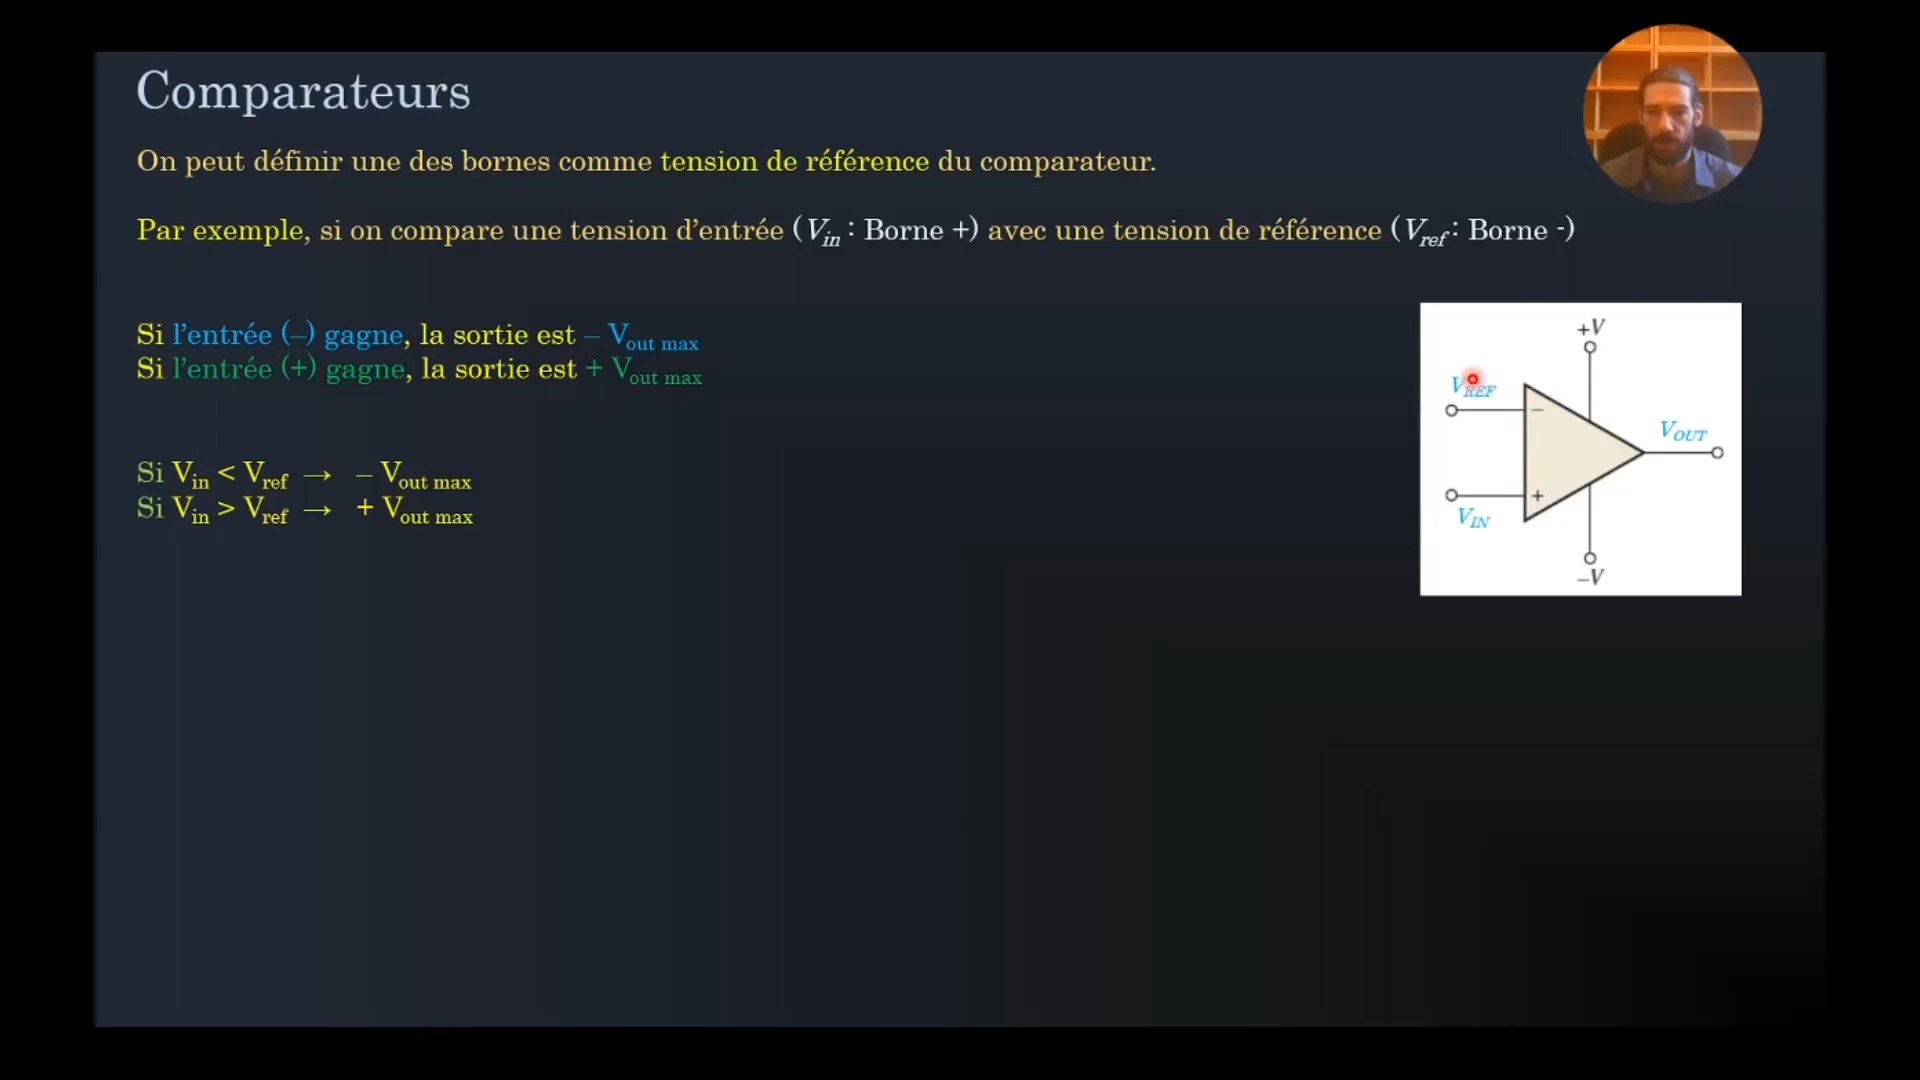 Comparateurs
On peut définir une des bornes comme tension de référence du comparateur.
Par exemple, si on compare une tension d’entrée (Vin : Borne +) avec une tension de référence (Vref : Borne -)
Si l’entrée (–) gagne, la sortie est – Vout max
Si l’entrée (+) gagne, la sortie est + Vout max
Si Vin < Vref → – Vout max
Si Vin > Vref → + Vout max
+V
VREF
–
VOUT
+
VIN
–V